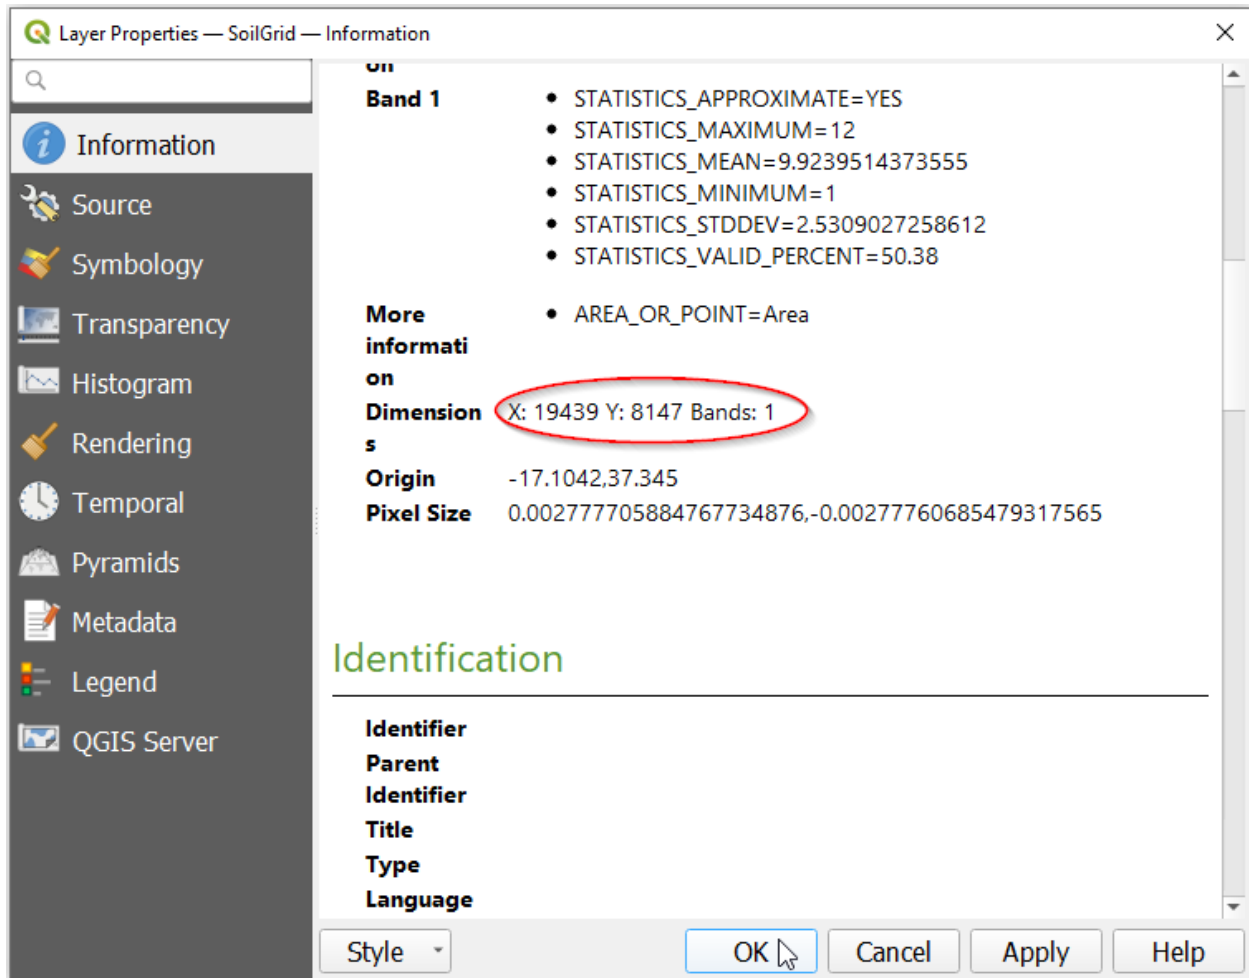 Layer Properties — SoilGrid — Information
Information
Source
Symbology
Transparency
Histogram
Rendering
Temporal
Pyramids
Metadata
Legend
QGIS Server
on
Band 1
• STATISTICS_APPROXIMATE=YES
• STATISTICS_MAXIMUM=12
• STATISTICS_MEAN=9.9239514373555
• STATISTICS_MINIMUM=1
• STATISTICS_STDDEV=2.5309027258612
• STATISTICS_VALID_PERCENT=50.38
More
informati
on
• AREA_OR_POINT=Area
Dimension
s
X: 19439 Y: 8147 Bands: 1
Origin -17.1042,37.345
Pixel Size 0.002777705884767734876,-0.00277760685479317565
Identification
Identifier
Parent
Identifier
Title
Type
Language
Style
OK
Cancel
Apply
Help